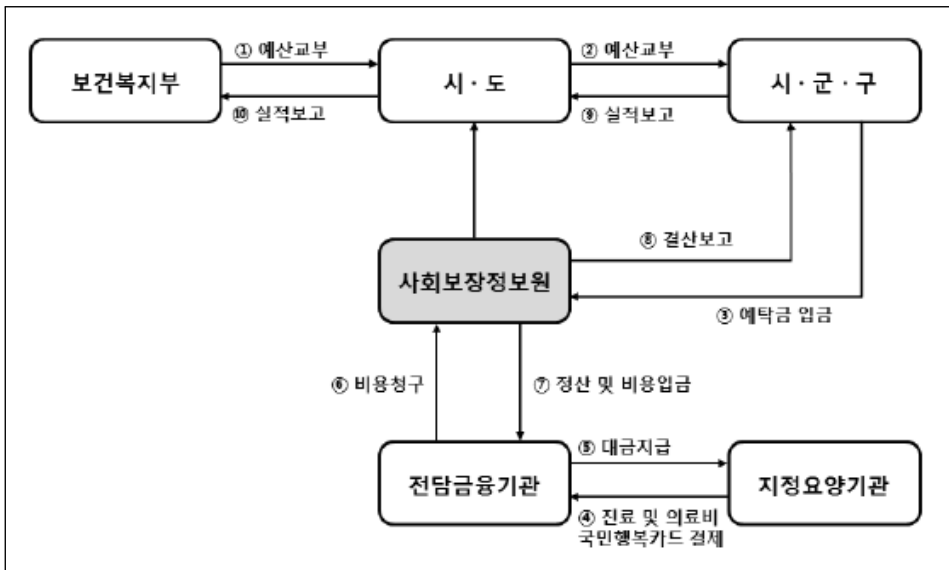 ① 예산교부
② 예산교부
보건복지부
시 · 도
시 · 군 · 구
⑩ 실적보고
⑨ 실적보고
⑧ 결산보고
사회보장정보원
③ 예탁금 입금
⑥ 비용청구
⑦ 정산 및 비용입금
⑤ 대금지급
전담금융기관
지정요양기관
④ 진료 및 의료비
국민행복카드 결제